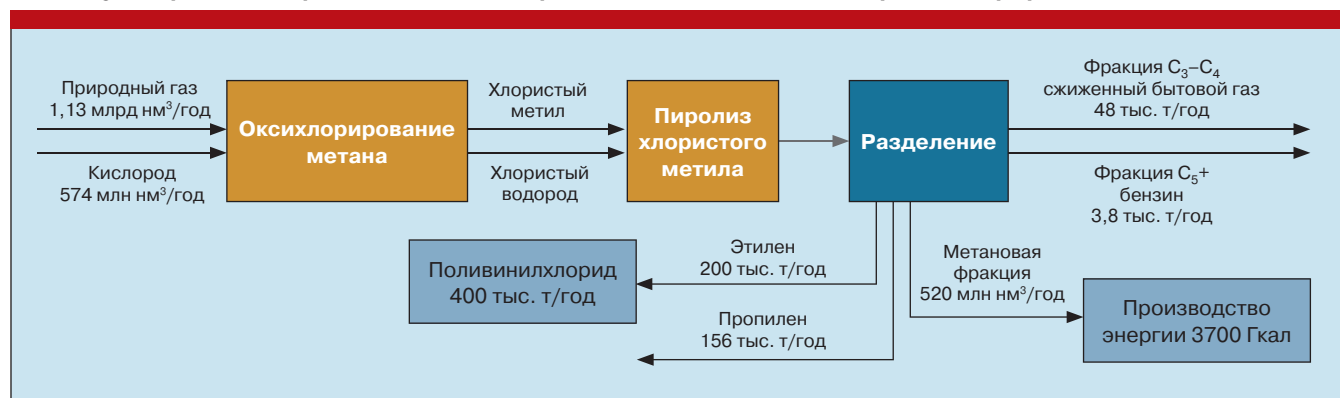 Природный газ
1,13 млрд нм³/год
Кислород
574 млн нм³/год
Оксихлорирование
метана
Хлористый
метил
Хлористый
водород
Пиролиз
хлористого
метила
Разделение
Фракция C₃–C₄
сжиженный бытовой газ
48 тыс. т/год
Фракция C₅+
бензин
3,8 тыс. т/год
Этилен
200 тыс. т/год
Поливинилхлорид
400 тыс. т/год
Пропилен
156 тыс. т/год
Метановая
фракция
520 млн нм³/год
Производство
энергии 3700 Гкал